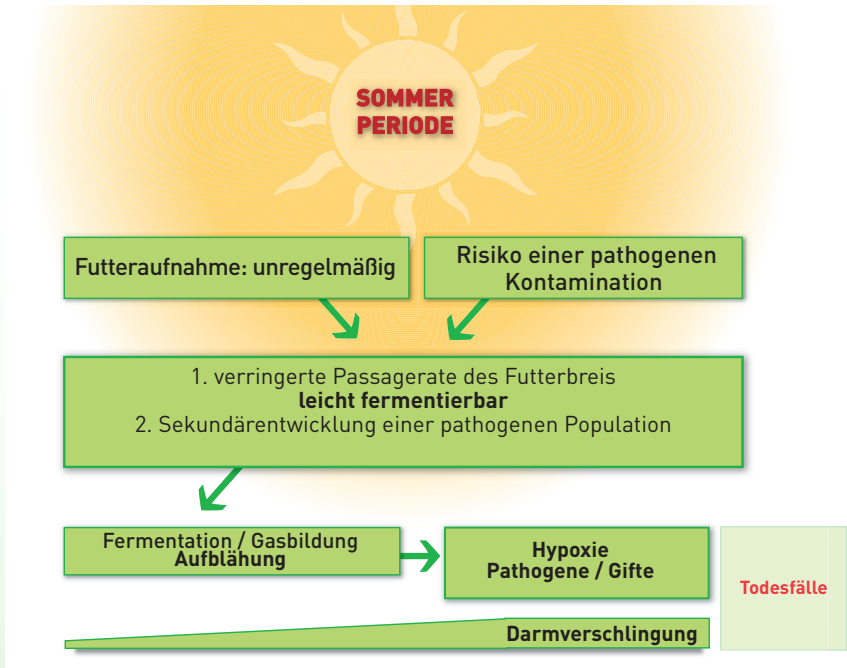 SOMMER
PERIODE
Futteraufnahme: unregelmäßig
Risiko einer pathogenen
Kontamination
1. verringerte Passagerate des Futterbreis
leicht fermentierbar
2. Sekundärentwicklung einer pathogenen Population
Fermentation / Gasbildung
Aufblähung
Hypoxie
Pathogene / Gifte
Todesfälle
Darmverschlingung